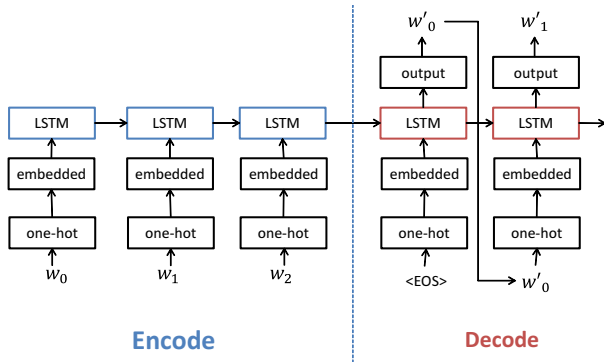 w'₀ w'₁
output output
LSTM LSTM LSTM LSTM LSTM
embedded embedded embedded embedded embedded
one-hot one-hot one-hot one-hot one-hot
w₀ w₁ w₂ <EOS> w'₀
Encode Decode